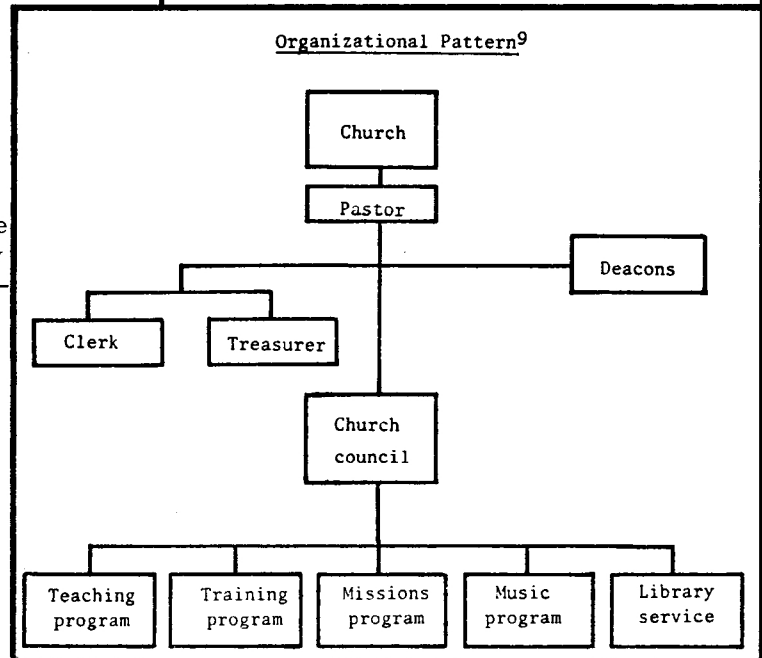 Organizational Pattern9
Church
Pastor
Deacons
Clerk
Treasurer
Church
council
Teaching
program
Training
program
Missions
program
Music
program
Library
service